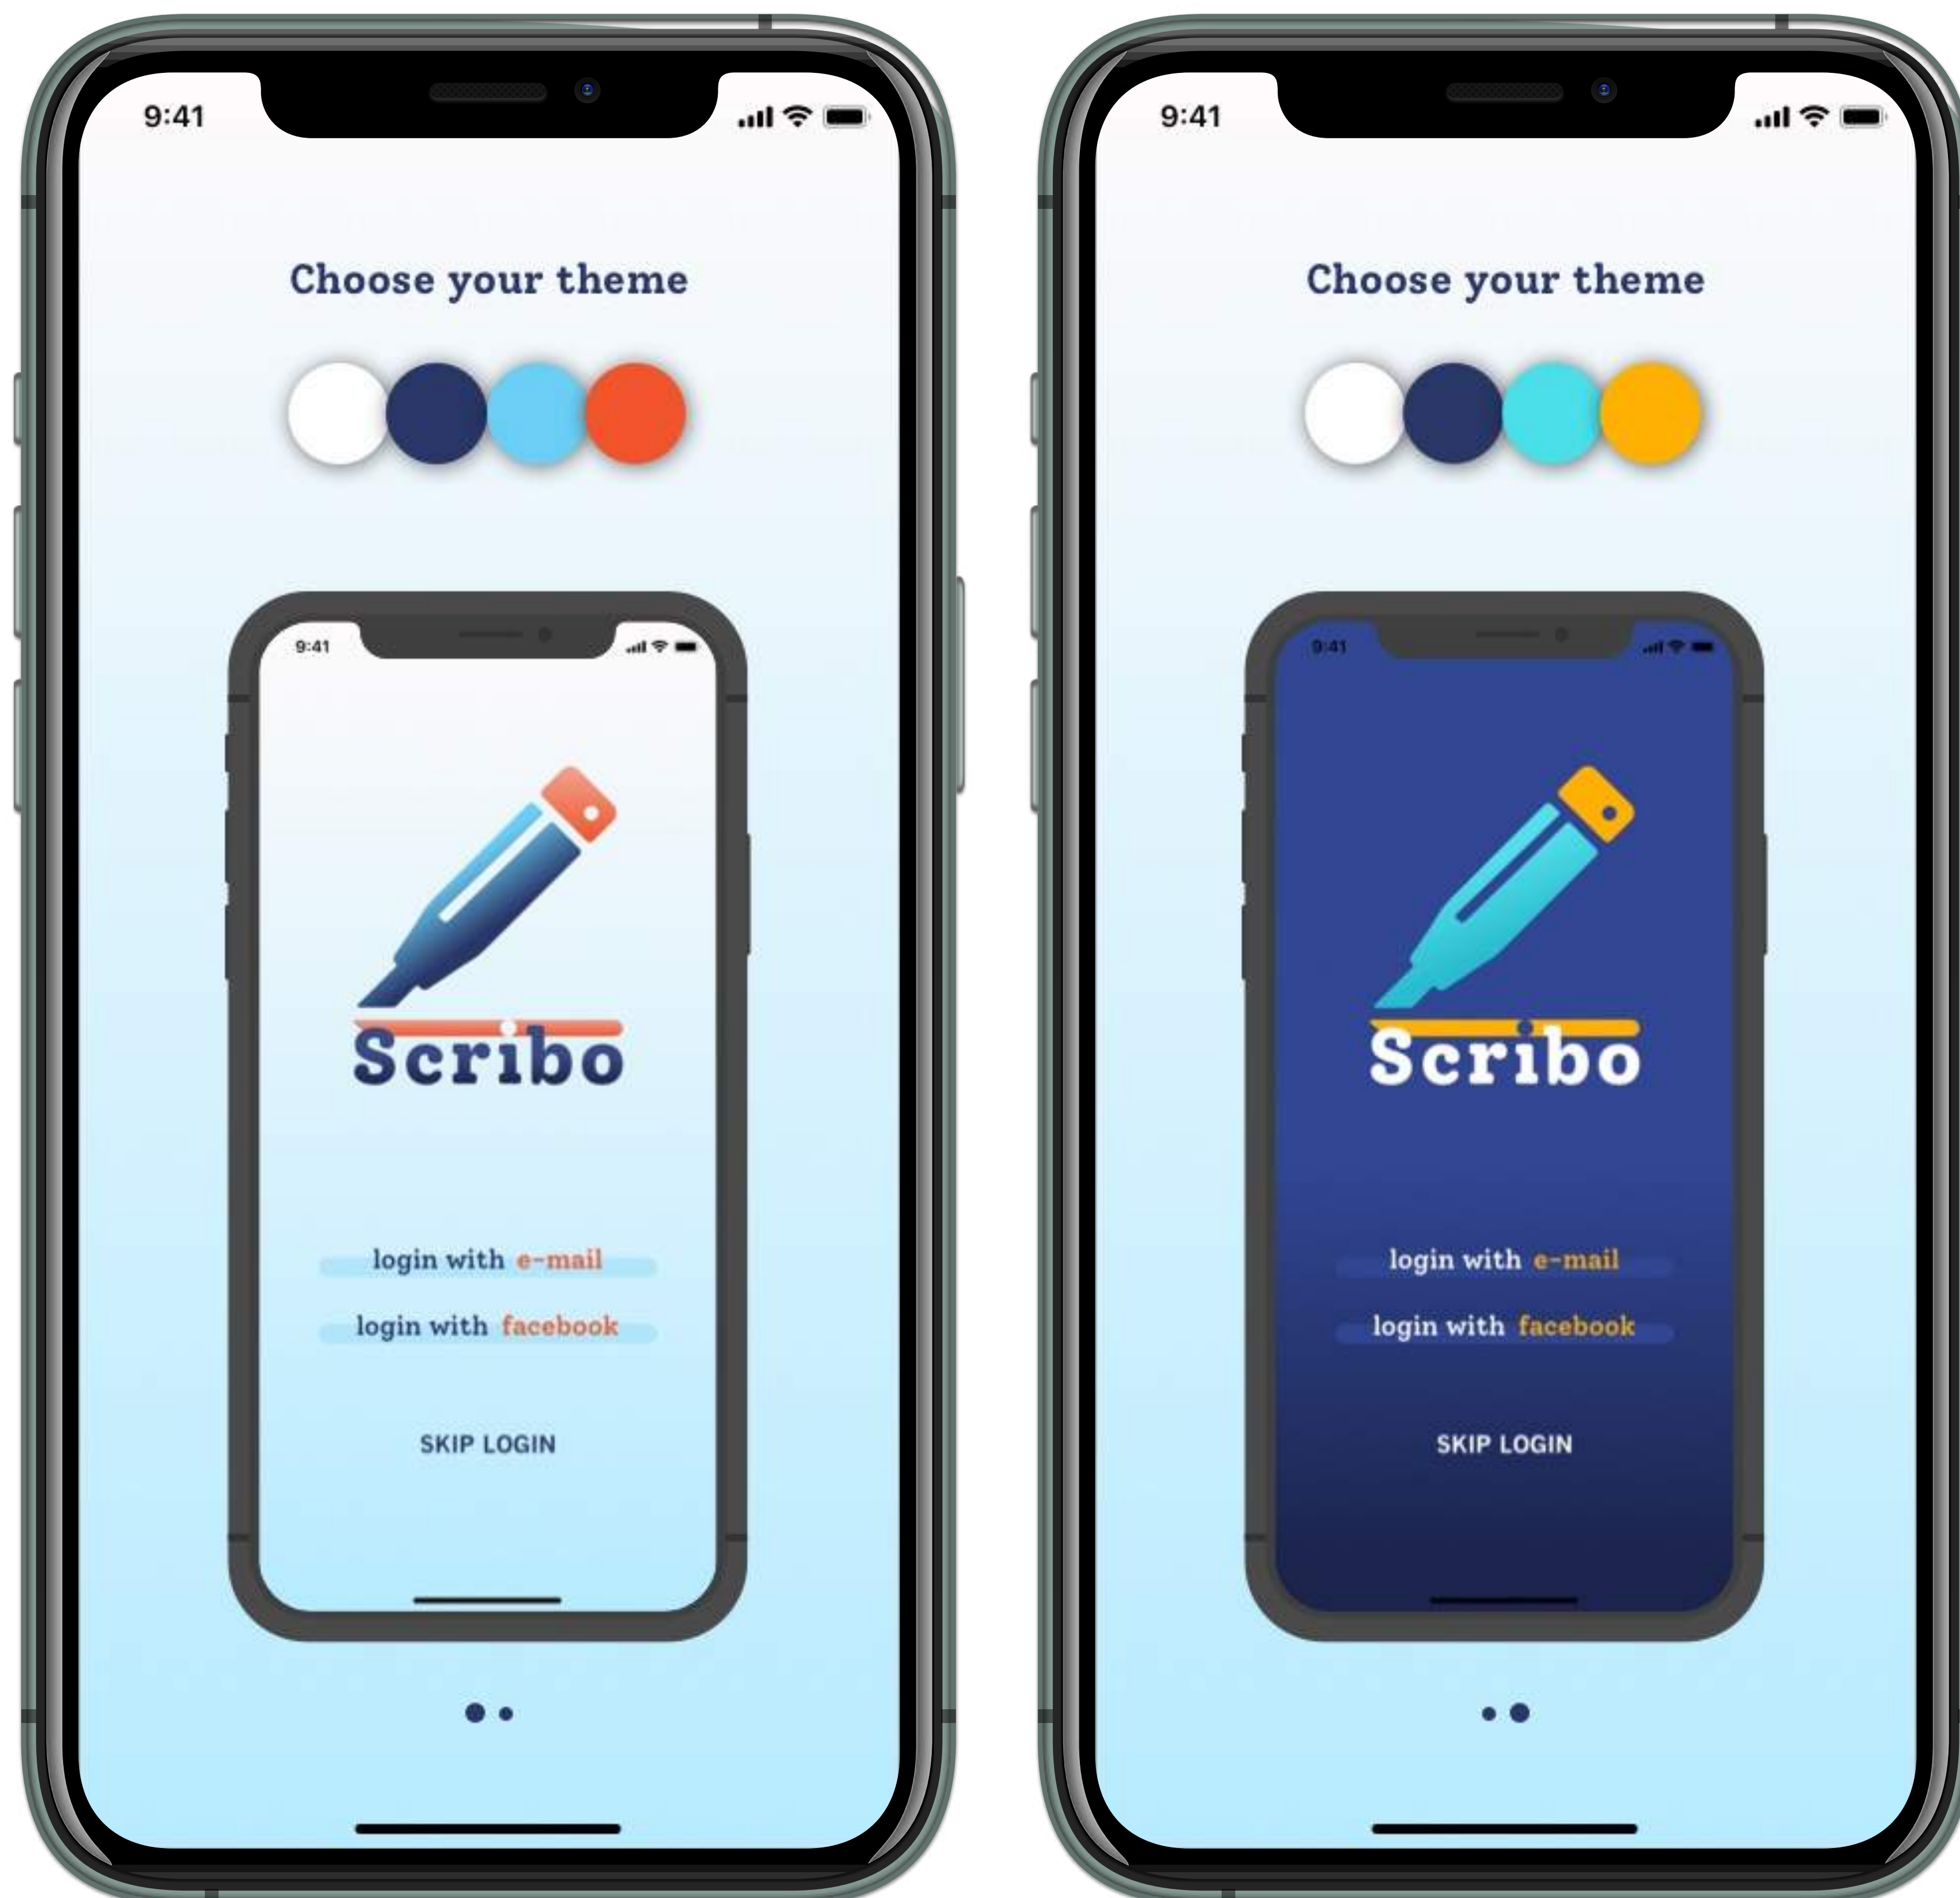 9:41
Choose your theme
9:41
Scribo
login with e-mail
login with facebook
SKIP LOGIN
9:41
Choose your theme
9:41
Scribo
login with e-mail
login with facebook
SKIP LOGIN